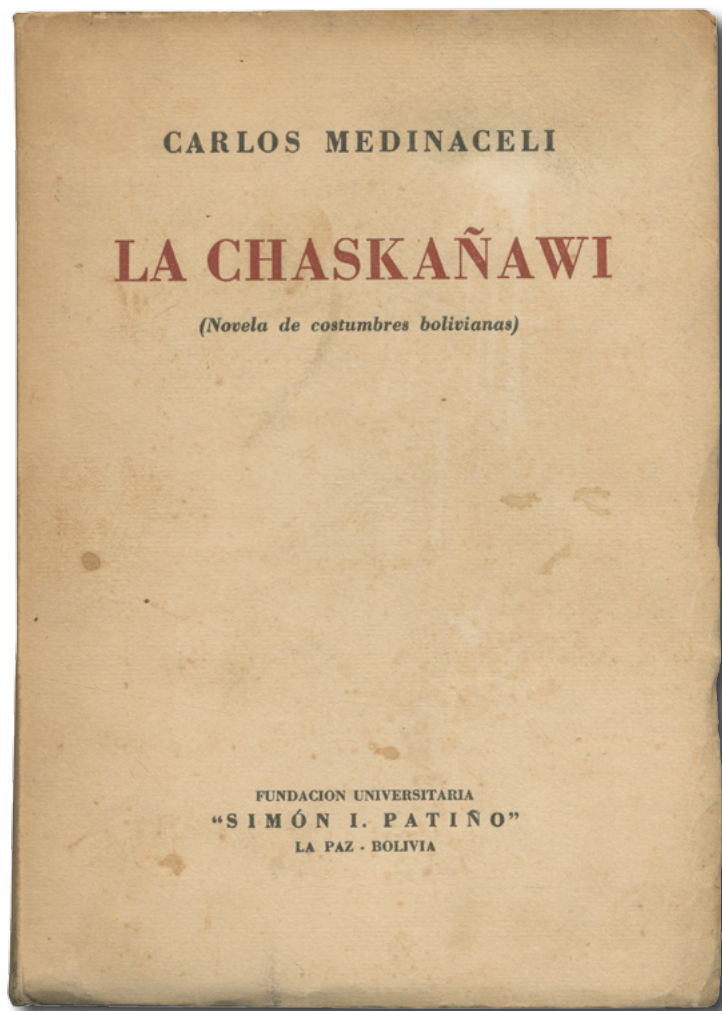 CARLOS MEDINACELI
LA CHASKAÑAWI
(Novela de costumbres bolivianas)
FUNDACION UNIVERSITARIA
"SIMÓN I. PATIÑO"
LA PAZ - BOLIVIA